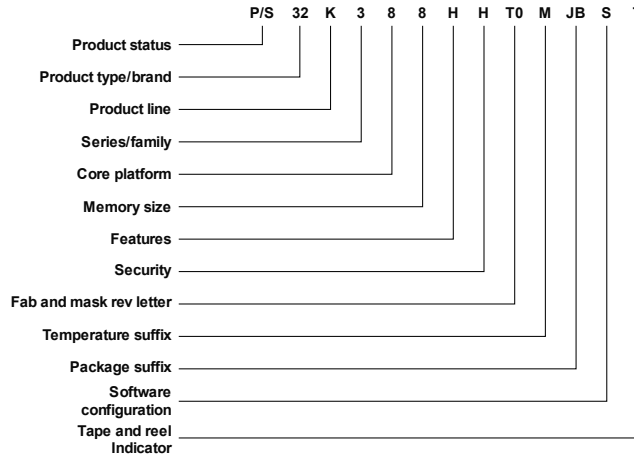 P/S 32 K 3 8 8 H H T0 M JB S
Product status
Product type/brand
Product line
Series/family
Core platform
Memory size
Features
Security
Fab and mask rev letter
Temperature suffix
Package suffix
Software
configuration
Tape and reel
Indicator